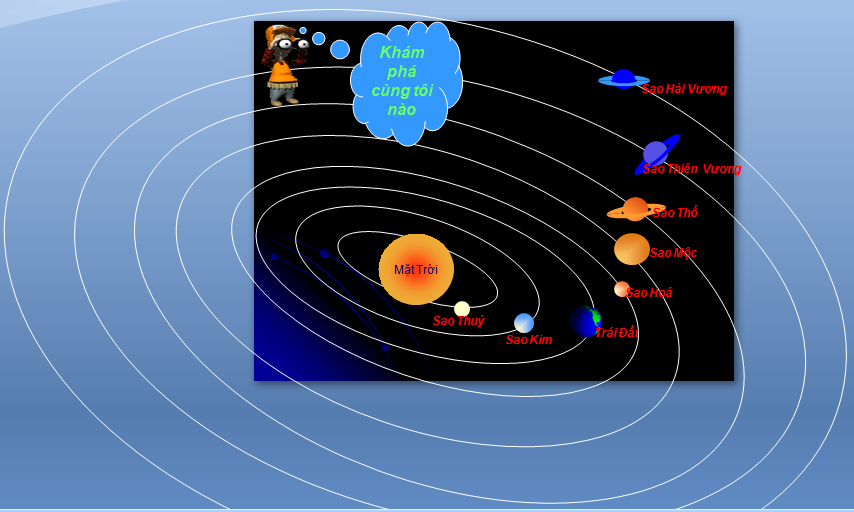 Khám
phá
cùng tôi
nào
Sao Hải Vương
Sao Thiên Vương
Sao Thổ
Sao Mộc
Sao Hoả
Mặt Trời
Sao Thuỷ
Trái Đất
Sao Kim